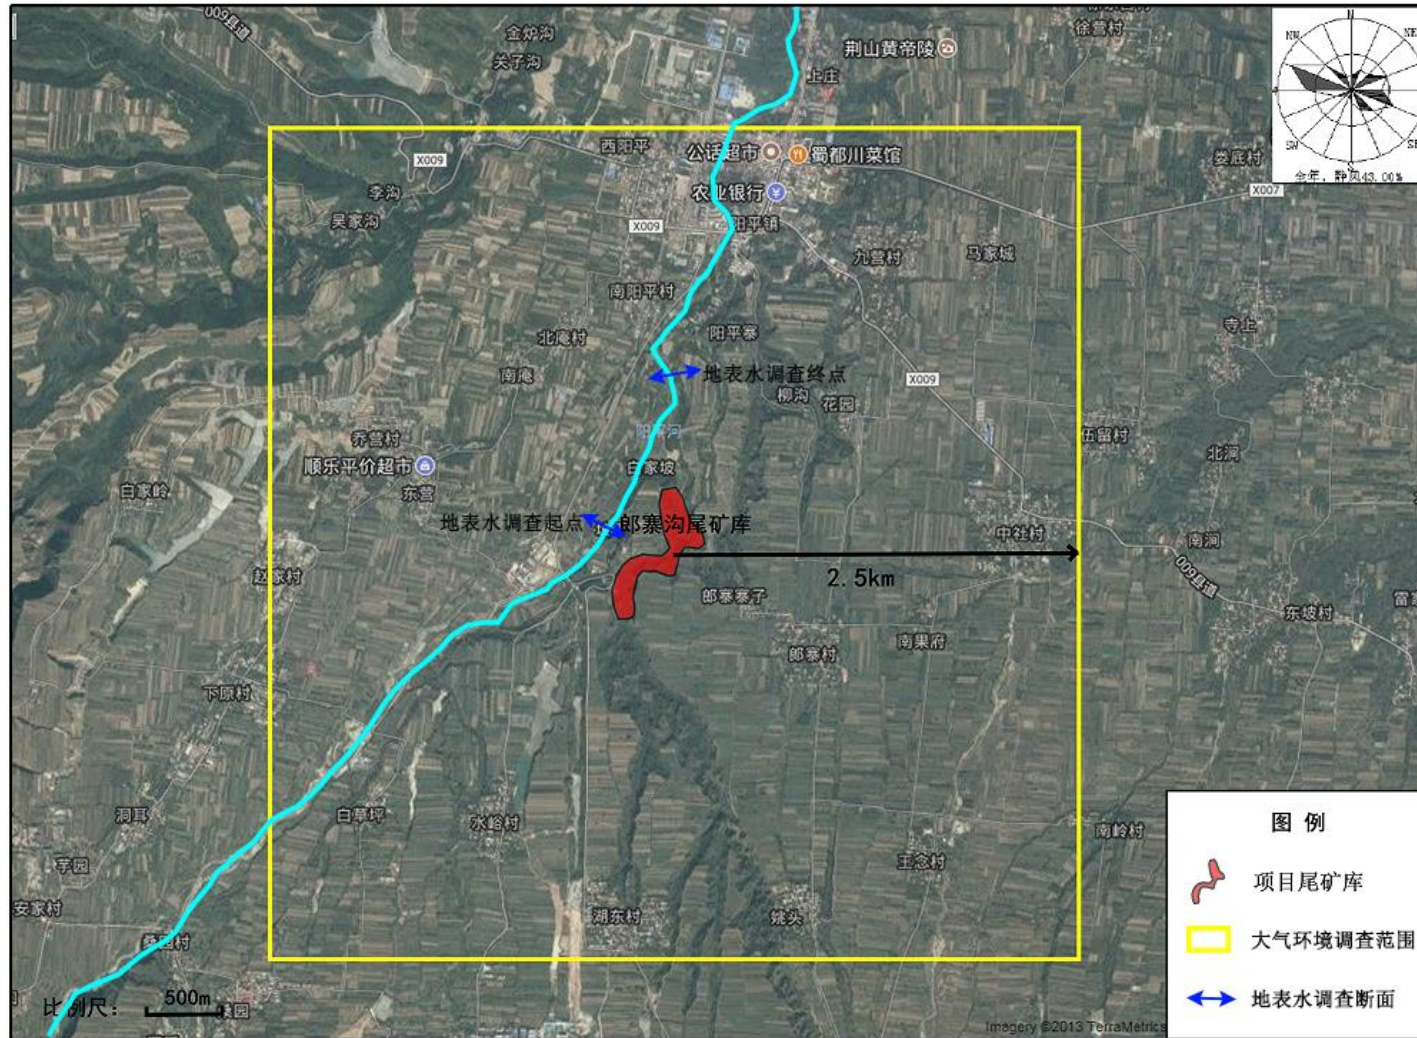 009县道
金炉沟
关子沟
荆山黄帝陵
徐营村
上庄
N
NW
NE
SW
S
全年，静风43.00%
娄底村
X007
西阳平
公话超市
蜀都川菜馆
X009
李沟
吴家沟
农业银行
阳平镇
X009
九营村
马家城
南阳平村
北庵村
阳平寨
寺上
南庵
地表水调查终点
X009
柳沟
花园
乔营村
阳平河
伍留村
顺乐平价超市
白家坡
北涧
白家岭
东营
地表水调查起点
郎寨沟尾矿库
中社村
南涧
2.5km
赵家村
009县道
郎寨寨子
东坡村
郎寨村
南果府
下原村
洞耳
白草坪
水峪村
南岭村
芋园
王念村
安家村
湖东村
姚头
桑园村
比例尺：
500m
桑园
Imagery ©2013 TerraMetrics
图 例
项目尾矿库
大气环境调查范围
地表水调查断面